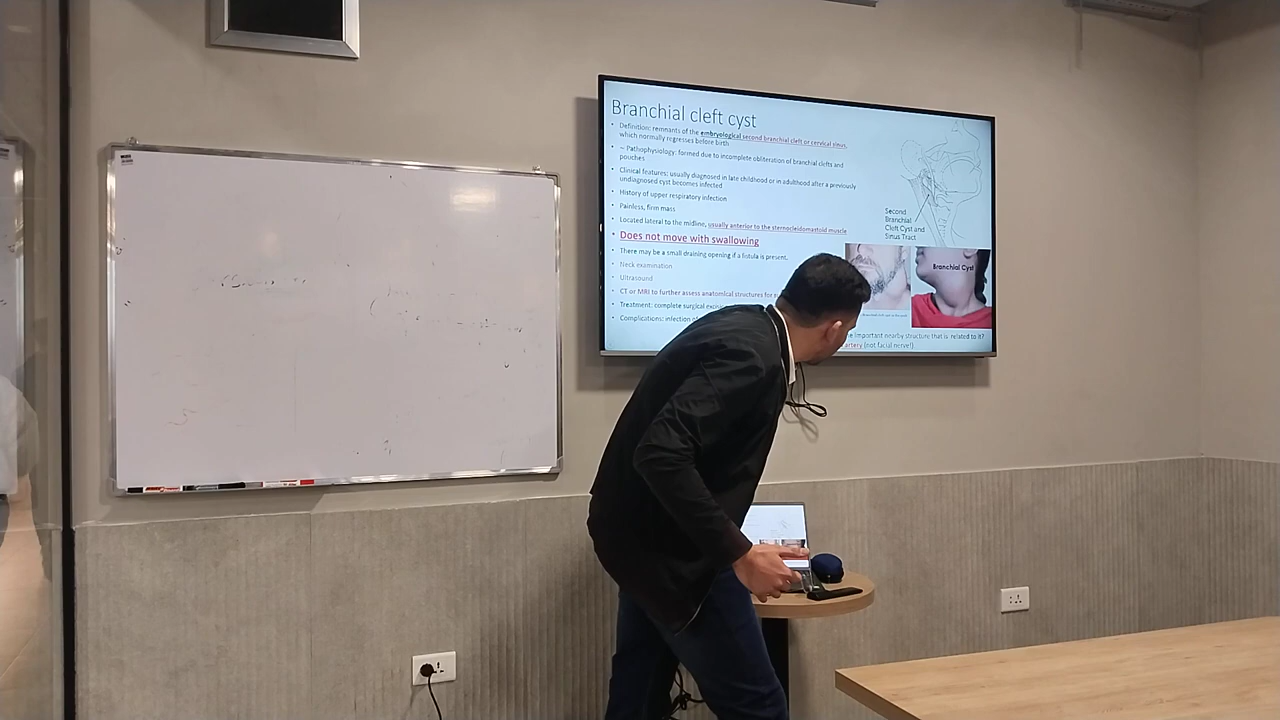 Branchial cleft cyst
• Definition: remnants of the embryological second branchial cleft or cervical sinus,
which normally regresses before birth
• – Pathophysiology: formed due to incomplete obliteration of branchial clefts and
pouches
• Clinical features: usually diagnosed in late childhood or in adulthood after a previously
undiagnosed cyst becomes infected
• History of upper respiratory infection
• Painless, firm mass
• Located lateral to the midline, usually anterior to the sternocleidomastoid muscle
• Does not move with swallowing
• There may be a small draining opening if a fistula is present.
• Neck examination
• Ultrasound
• CT or MRI to further assess anatomical structures for
• Treatment: complete surgical
• Complications: infection
Second
Branchial
Cleft Cyst and
Sinus Tract
Branchial Cyst
important nearby structure that is related to it?
artery (not facial nerve!)